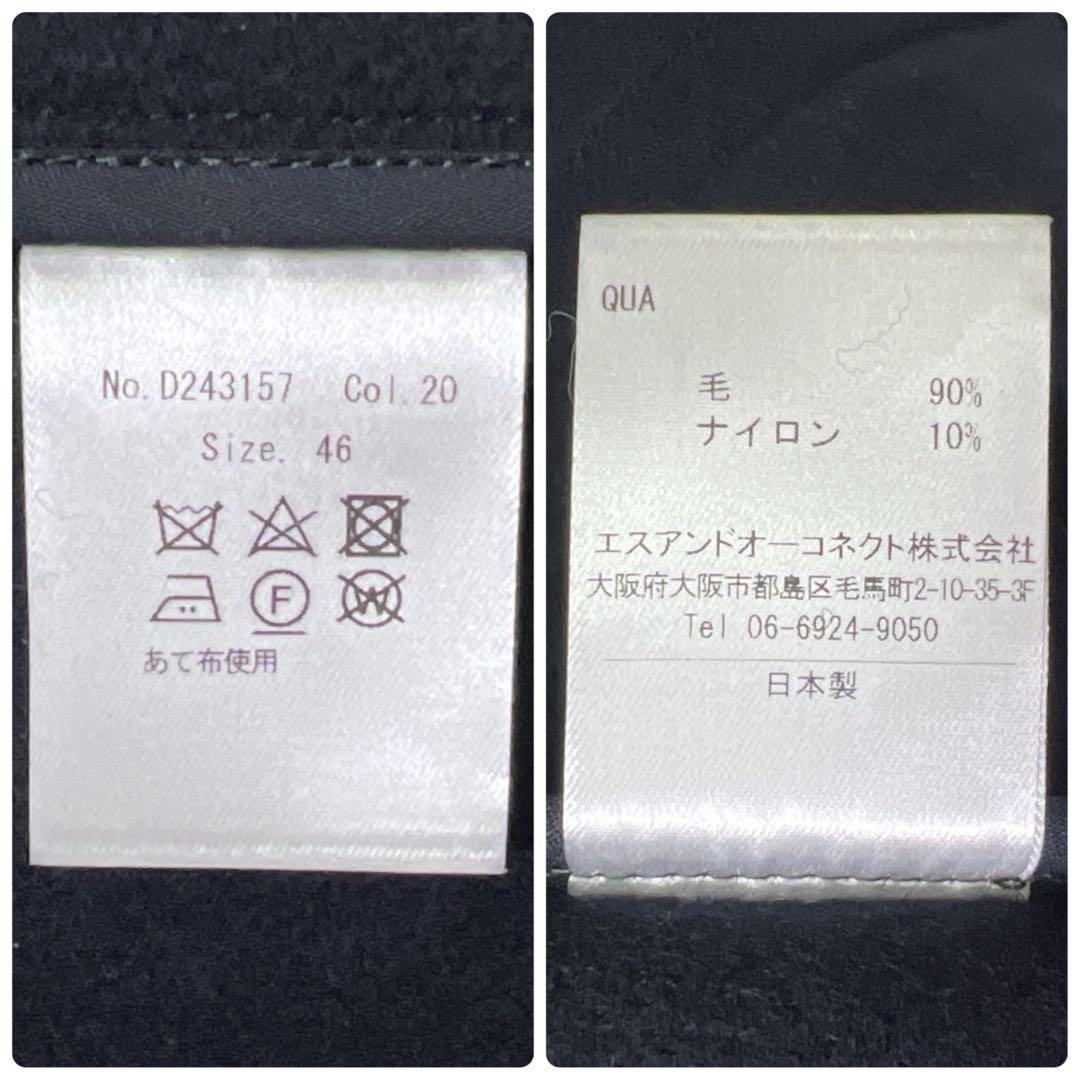 No. D243157 Col. 20
Size. 46
F
W
あて布使用
QUA
毛 90%
ナイロン 10%
エスアンドオーコネクト株式会社
大阪府大阪市都島区毛馬町2-10-35-3F
Tel 06-6924-9050
日本製